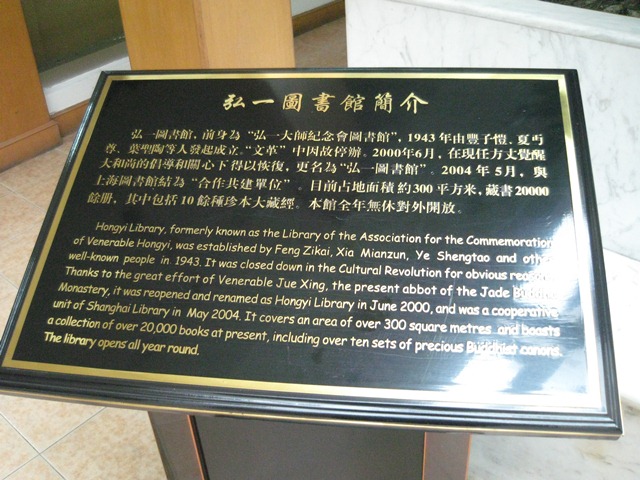 弘一圖書館簡介
弘一圖書館，前身為“弘一大師紀念會圖書館”，1943年由豐子愷、夏丏
尊、葉聖陶等人發起成立。“文革”中因故停辦。2000年6月，在現任方丈覺醒
大和尚的倡導和關心下得以恢復，更名為“弘一圖書館”。2004年5月，與
上海圖書館結為“合作共建單位”。目前占地面積約300平方米，藏書20000
餘册，其中包括10餘種珍本大藏經。本館全年無休對外開放。
Hongyi Library, formerly known as the Library of the Association for the Commemoration
of Venerable Hongyi, was established by Feng Zikai, Xia Mianzun, Ye Shengtao and other
well-known people in 1943. It was closed down in the Cultural Revolution for obvious reasons.
Thanks to the great effort of Venerable Jue Xing, the present abbot of the Jade Buddha
Monastery, it was reopened and renamed as Hongyi Library in June 2000, and was a cooperative
unit of Shanghai Library in May 2004. It covers an area of over 300 square metres and boasts
a collection of over 20,000 books at present, including over ten sets of precious Buddhist canons.
The library opens all year round.